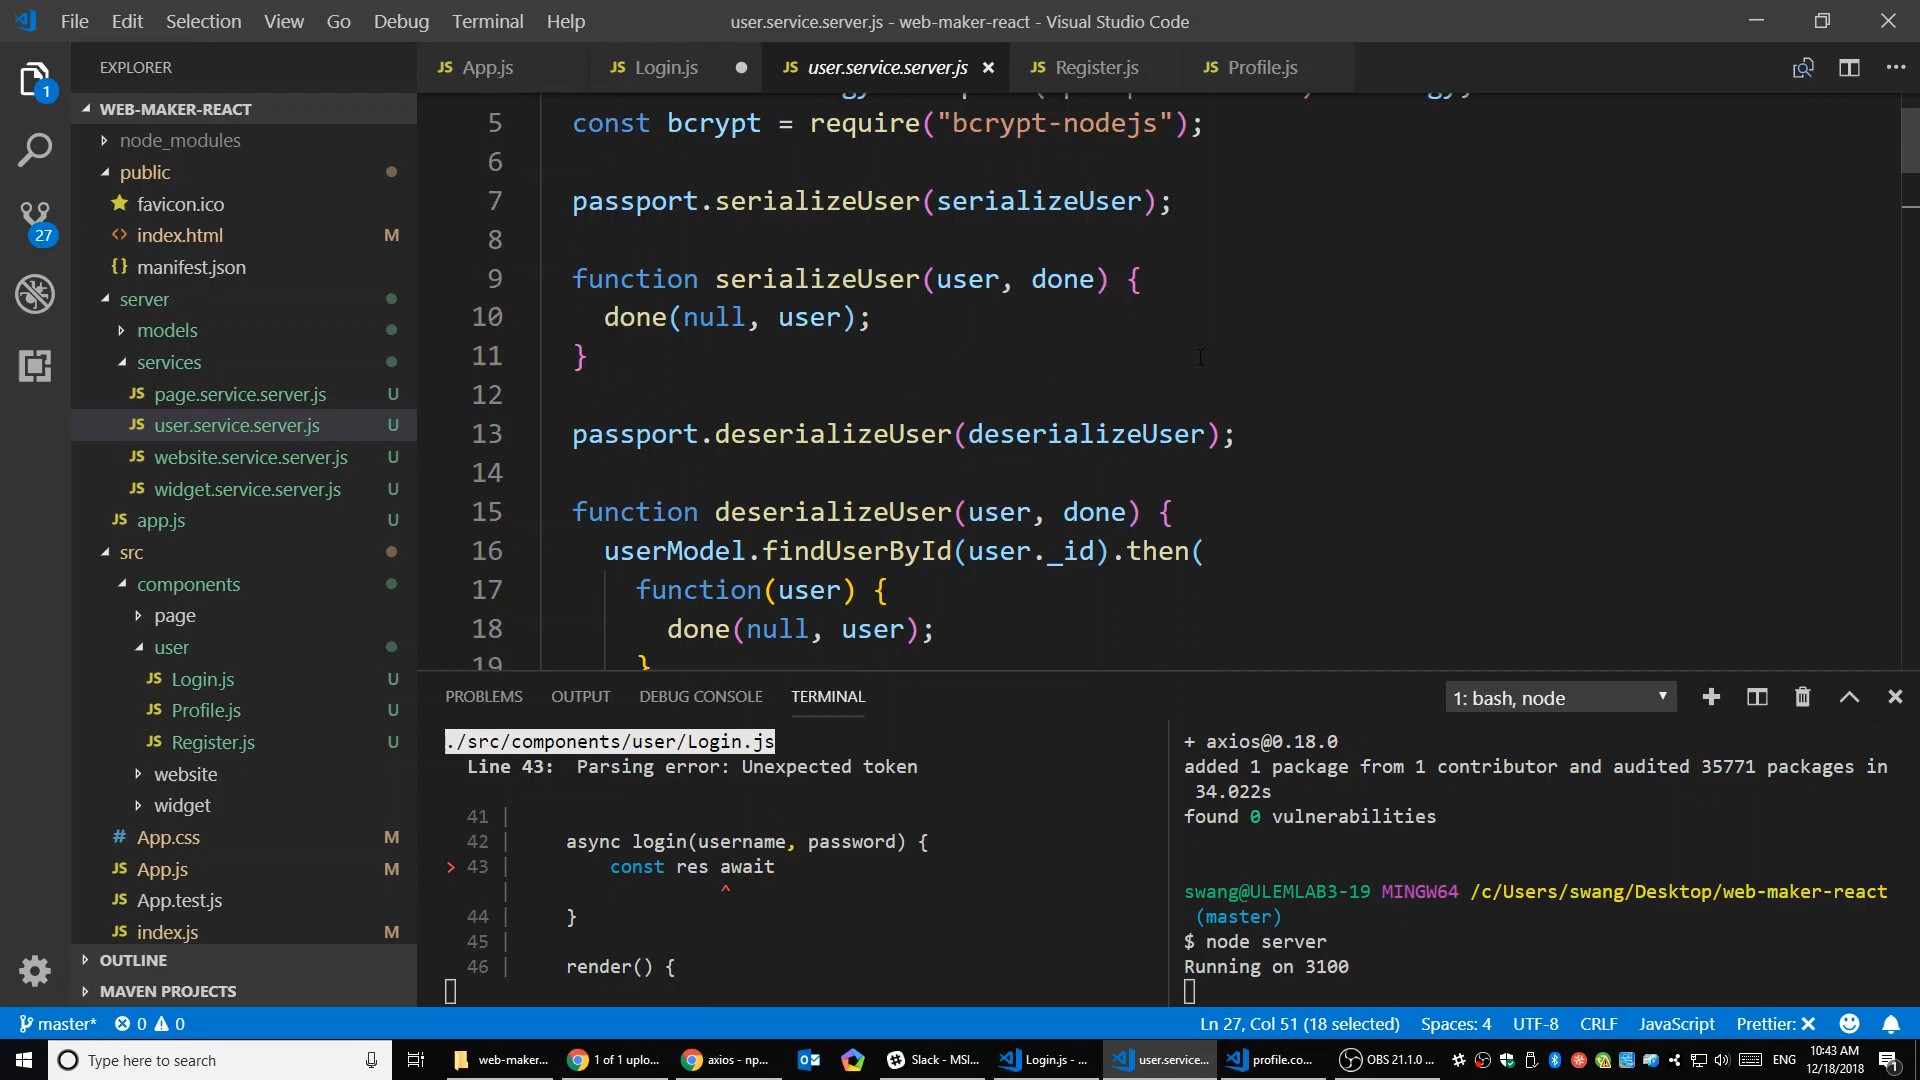 File Edit Selection View Go Debug Terminal Help
user.service.server.js - web-maker-react - Visual Studio Code
EXPLORER
WEB-MAKER-REACT
node_modules
public
favicon.ico
index.html M
manifest.json
server
models
services
page.service.server.js U
user.service.server.js U
website.service.server.js U
widget.service.server.js U
app.js U
src
components
page
user
Login.js U
Profile.js U
Register.js U
website
widget
App.css M
App.js M
App.test.js
index.js M
OUTLINE
MAVEN PROJECTS
1
27
JS App.js JS Login.js JS user.service.server.js JS Register.js JS Profile.js
5 const bcrypt = require("bcrypt-nodejs");
6
7 passport.serializeUser(serializeUser);
8
9 function serializeUser(user, done) {
10 done(null, user);
11 }
12
13 passport.deserializeUser(deserializeUser);
14
15 function deserializeUser(user, done) {
16 userModel.findUserById(user._id).then(
17 function(user) {
18 done(null, user);
19 }
PROBLEMS OUTPUT DEBUG CONSOLE TERMINAL
1: bash, node
./src/components/user/Login.js
Line 43: Parsing error: Unexpected token
41 |
42 | async login(username, password) {
> 43 | const res await
| ^
44 | }
45 |
46 | render() {
+ axios@0.18.0
added 1 package from 1 contributor and audited 35771 packages in
34.022s
found 0 vulnerabilities
swang@ULEMLAB3-19 MINGW64 /c/Users/swang/Desktop/web-maker-react
(master)
$ node server
Running on 3100
master* 0 0
Ln 27, Col 51 (18 selected) Spaces: 4 UTF-8 CRLF JavaScript Prettier: ✕
Type here to search
web-maker... 1 of 1 uplo... axios - np... Slack - MSI... Login.js - ... user.service... profile.co... OBS 21.1.0 ...
ENG
10:43 AM
12/18/2018
1